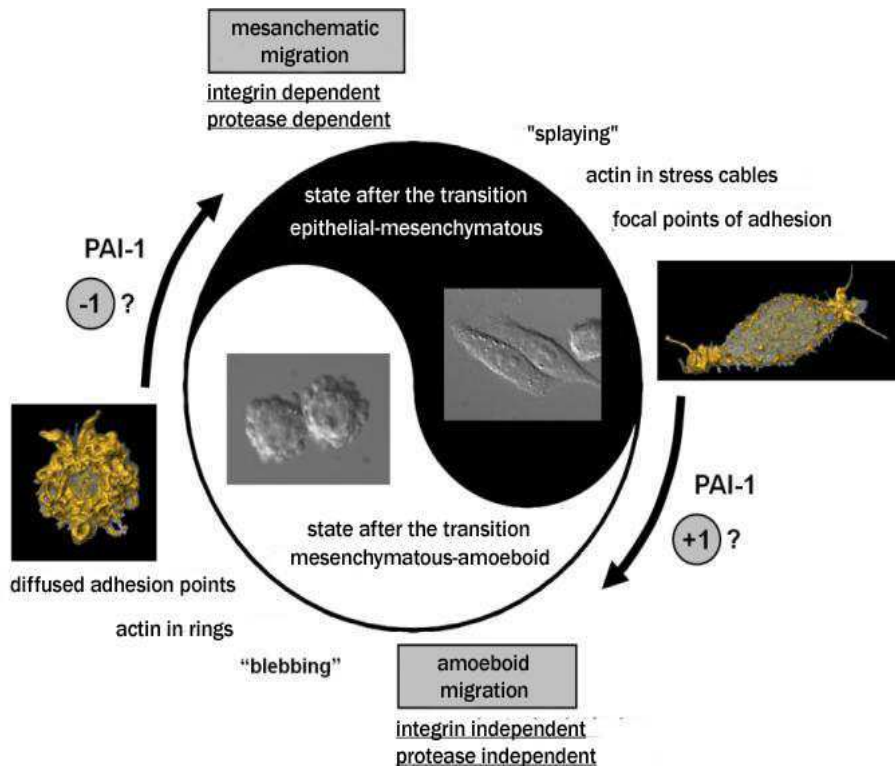 mesanchematic
migration
integrin dependent
protease dependent
"splaying"
actin in stress cables
focal points of adhesion
state after the transition
epithelial-mesenchymatous
PAI-1
-1 ?
PAI-1
+1 ?
state after the transition
mesenchymatous-amoeboid
diffused adhesion points
actin in rings
“blebbing”
amoeboid
migration
integrin independent
protease independent